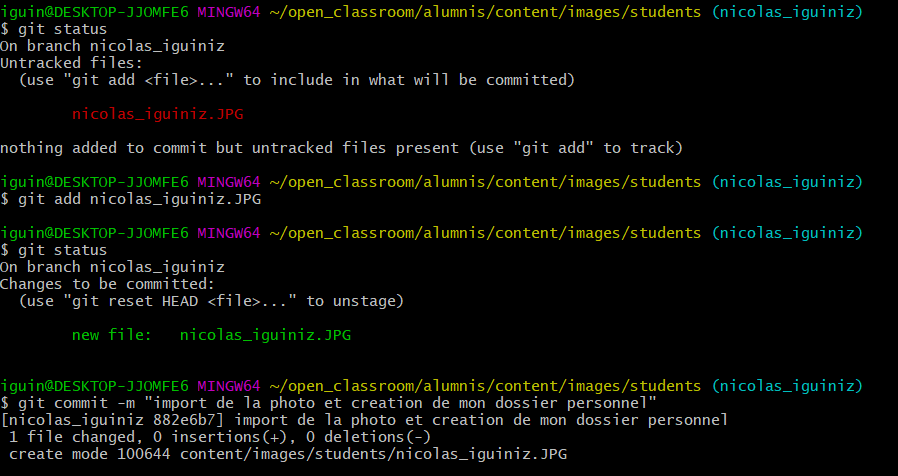 iguin@DESKTOP-JJOMFE6 MINGW64 ~/open_classroom/alumnis/content/images/students (nicolas_iguiniz)
$ git status
On branch nicolas_iguiniz
Untracked files:
  (use "git add <file>..." to include in what will be committed)

        nicolas_iguiniz.JPG

nothing added to commit but untracked files present (use "git add" to track)

iguin@DESKTOP-JJOMFE6 MINGW64 ~/open_classroom/alumnis/content/images/students (nicolas_iguiniz)
$ git add nicolas_iguiniz.JPG

iguin@DESKTOP-JJOMFE6 MINGW64 ~/open_classroom/alumnis/content/images/students (nicolas_iguiniz)
$ git status
On branch nicolas_iguiniz
Changes to be committed:
  (use "git reset HEAD <file>..." to unstage)

        new file:   nicolas_iguiniz.JPG


iguin@DESKTOP-JJOMFE6 MINGW64 ~/open_classroom/alumnis/content/images/students (nicolas_iguiniz)
$ git commit -m "import de la photo et creation de mon dossier personnel"
[nicolas_iguiniz 882e6b7] import de la photo et creation de mon dossier personnel
 1 file changed, 0 insertions(+), 0 deletions(-)
 create mode 100644 content/images/students/nicolas_iguiniz.JPG